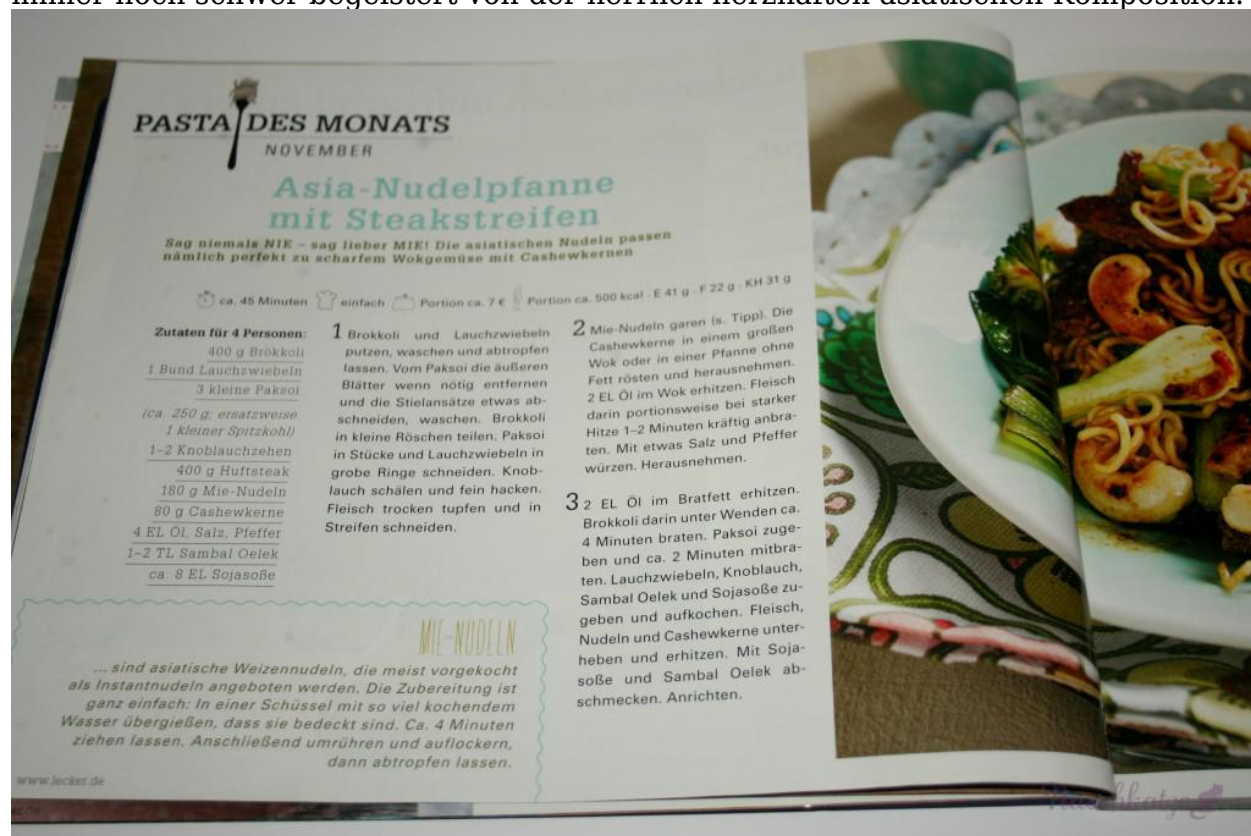 immer noch schwer begeistert von der herrlich herzhaften asiatischen Komposition.
PASTA DES MONATS
NOVEMBER
Asia-Nudelpfanne
mit Steakstreifen
Sag niemals NIE – sag lieber MIE! Die asiatischen Nudeln passen
nämlich perfekt zu scharfem Wokgemüse mit Cashewkernen
ca. 45 Minuten einfach Portion ca. 7 € Portion ca. 500 kcal · E 41 g · F 22 g · KH 31 g
Zutaten für 4 Personen:
400 g Brokkoli
1 Bund Lauchzwiebeln
3 kleine Paksoi
(ca. 250 g; ersatzweise
1 kleiner Spitzkohl)
1–2 Knoblauchzehen
400 g Huftsteak
180 g Mie-Nudeln
80 g Cashewkerne
4 EL Öl, Salz, Pfeffer
1–2 TL Sambal Oelek
ca. 8 EL Sojasoße
1 Brokkoli und Lauchzwiebeln
putzen, waschen und abtropfen
lassen. Vom Paksoi die äußeren
Blätter wenn nötig entfernen
und die Stielansätze etwas ab-
schneiden, waschen. Brokkoli
in kleine Röschen teilen. Paksoi
in Stücke und Lauchzwiebeln in
grobe Ringe schneiden. Knob-
lauch schälen und fein hacken.
Fleisch trocken tupfen und in
Streifen schneiden.
2 Mie-Nudeln garen (s. Tipp). Die
Cashewkerne in einem großen
Wok oder in einer Pfanne ohne
Fett rösten und herausnehmen.
2 EL Öl im Wok erhitzen. Fleisch
darin portionsweise bei starker
Hitze 1–2 Minuten kräftig anbra-
ten. Mit etwas Salz und Pfeffer
würzen. Herausnehmen.
3 2 EL Öl im Bratfett erhitzen.
Brokkoli darin unter Wenden ca.
4 Minuten braten. Paksoi zuge-
ben und ca. 2 Minuten mitbra-
ten. Lauchzwiebeln, Knoblauch,
Sambal Oelek und Sojasoße zu-
geben und aufkochen. Fleisch,
Nudeln und Cashewkerne unter-
heben und erhitzen. Mit Soja-
soße und Sambal Oelek ab-
schmecken. Anrichten.
MIE-NUDELN
... sind asiatische Weizennudeln, die meist vorgekocht
als Instantnudeln angeboten werden. Die Zubereitung ist
ganz einfach: In einer Schüssel mit so viel kochendem
Wasser übergießen, dass sie bedeckt sind. Ca. 4 Minuten
ziehen lassen. Anschließend umrühren und auflockern,
dann abtropfen lassen.
www.lecker.de